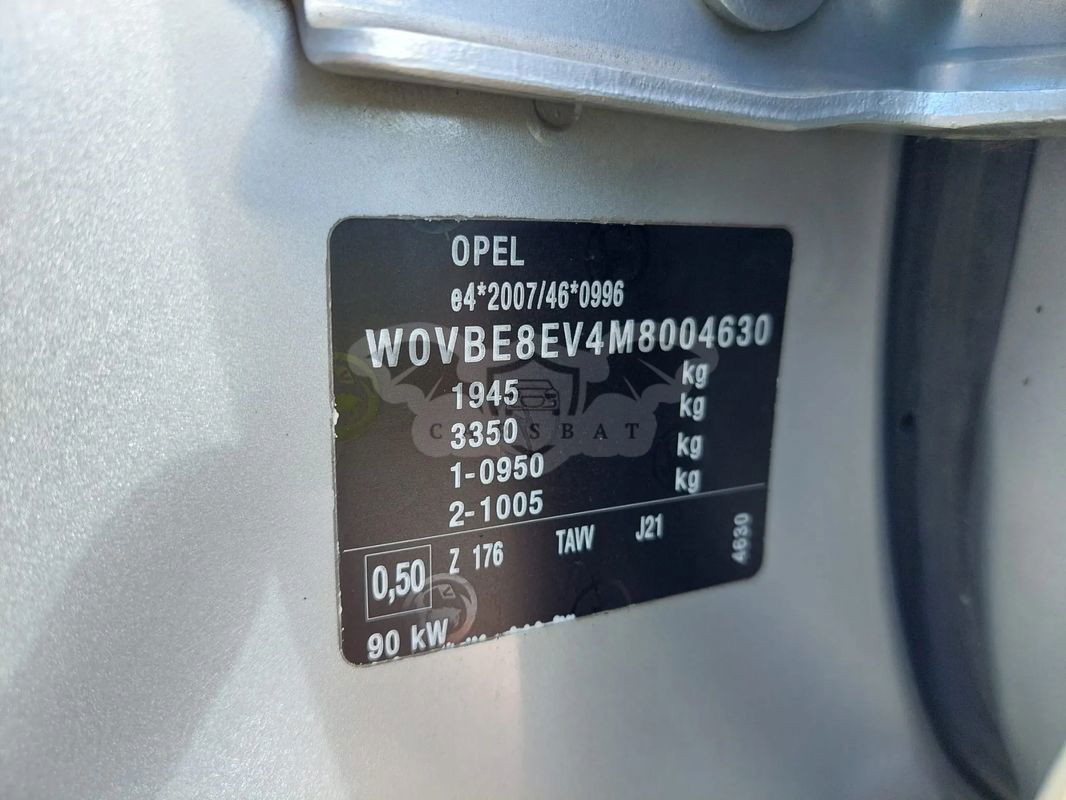 OPEL
e4*2007/46*0996
W0VBE8EV4M8004630
1945 kg
3350 kg
1-0950 kg
2-1005 kg
0,50 Z 176 TAVV J21 4630
90 kW